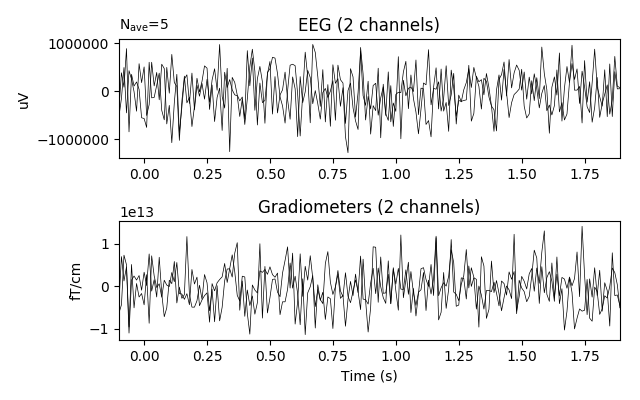 N_ave=5
EEG (2 channels)
1000000
0
−1000000
uV
0.00 0.25 0.50 0.75 1.00 1.25 1.50 1.75
1e13
Gradiometers (2 channels)
1
0
−1
fT/cm
0.00 0.25 0.50 0.75 1.00 1.25 1.50 1.75
Time (s)